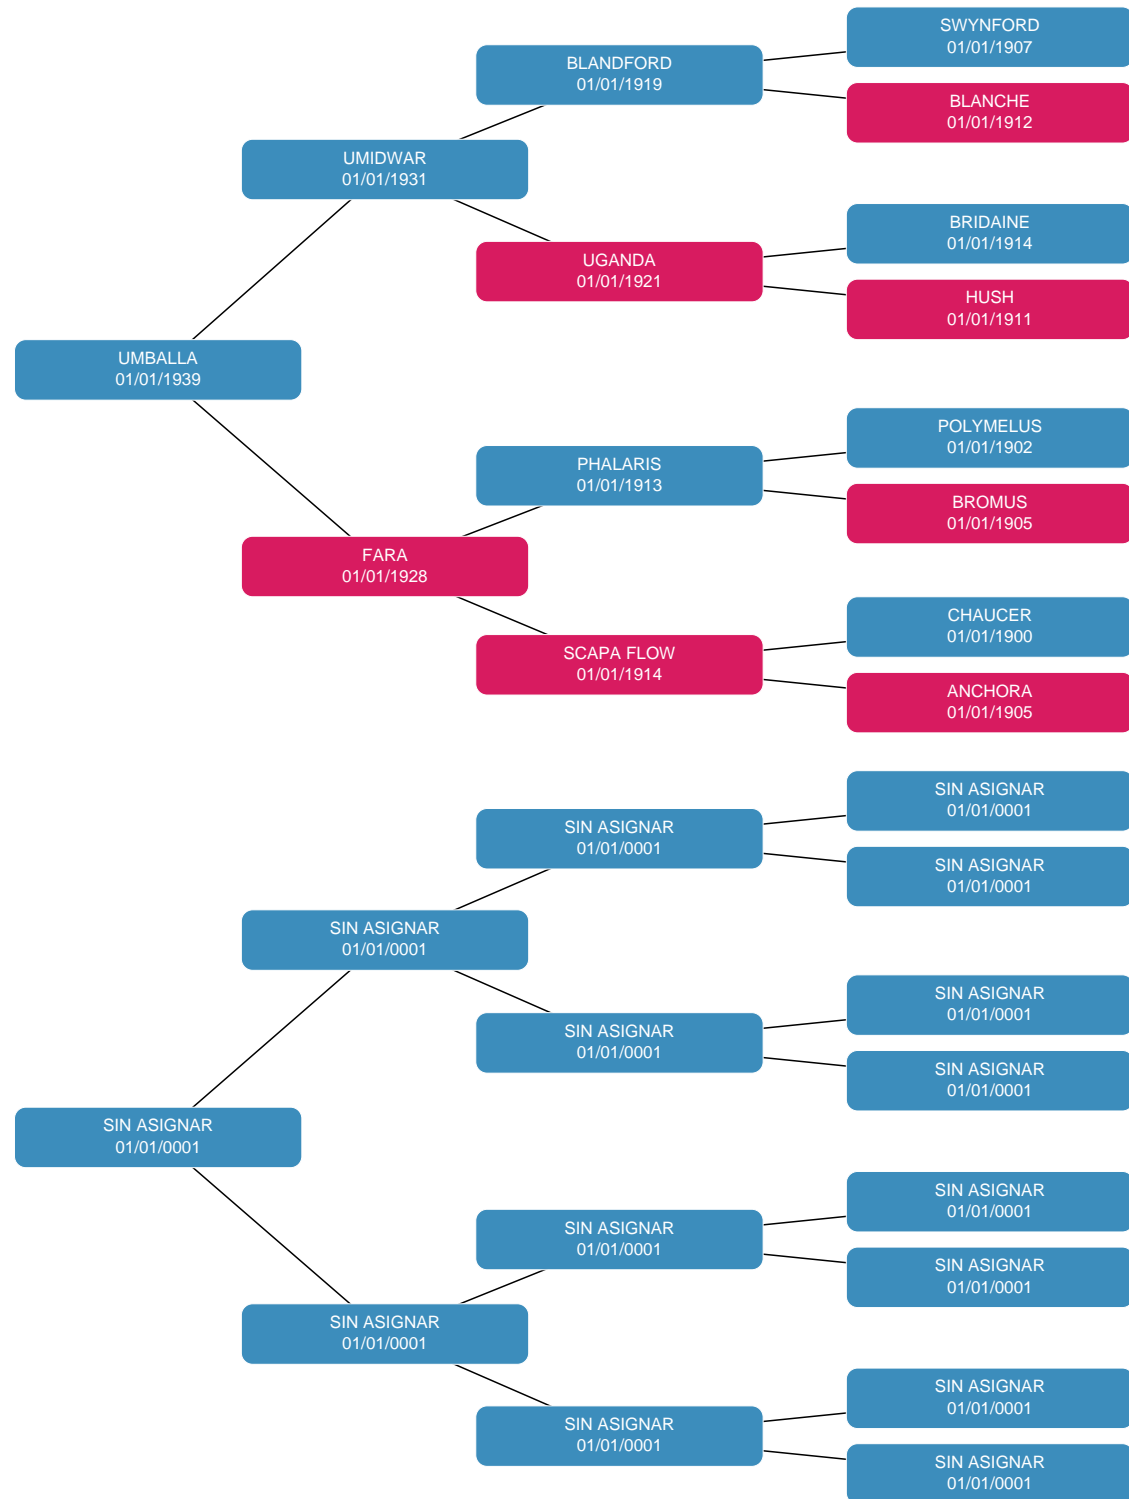 SWYNFORD
01/01/1907
BLANDFORD
01/01/1919
BLANCHE
01/01/1912
UMIDWAR
01/01/1931
BRIDAINE
01/01/1914
UGANDA
01/01/1921
HUSH
01/01/1911
UMBALLA
01/01/1939
POLYMELUS
01/01/1902
PHALARIS
01/01/1913
BROMUS
01/01/1905
FARA
01/01/1928
CHAUCER
01/01/1900
SCAPA FLOW
01/01/1914
ANCHORA
01/01/1905
SIN ASIGNAR
01/01/0001
SIN ASIGNAR
01/01/0001
SIN ASIGNAR
01/01/0001
SIN ASIGNAR
01/01/0001
SIN ASIGNAR
01/01/0001
SIN ASIGNAR
01/01/0001
SIN ASIGNAR
01/01/0001
SIN ASIGNAR
01/01/0001
SIN ASIGNAR
01/01/0001
SIN ASIGNAR
01/01/0001
SIN ASIGNAR
01/01/0001
SIN ASIGNAR
01/01/0001
SIN ASIGNAR
01/01/0001
SIN ASIGNAR
01/01/0001
SIN ASIGNAR
01/01/0001